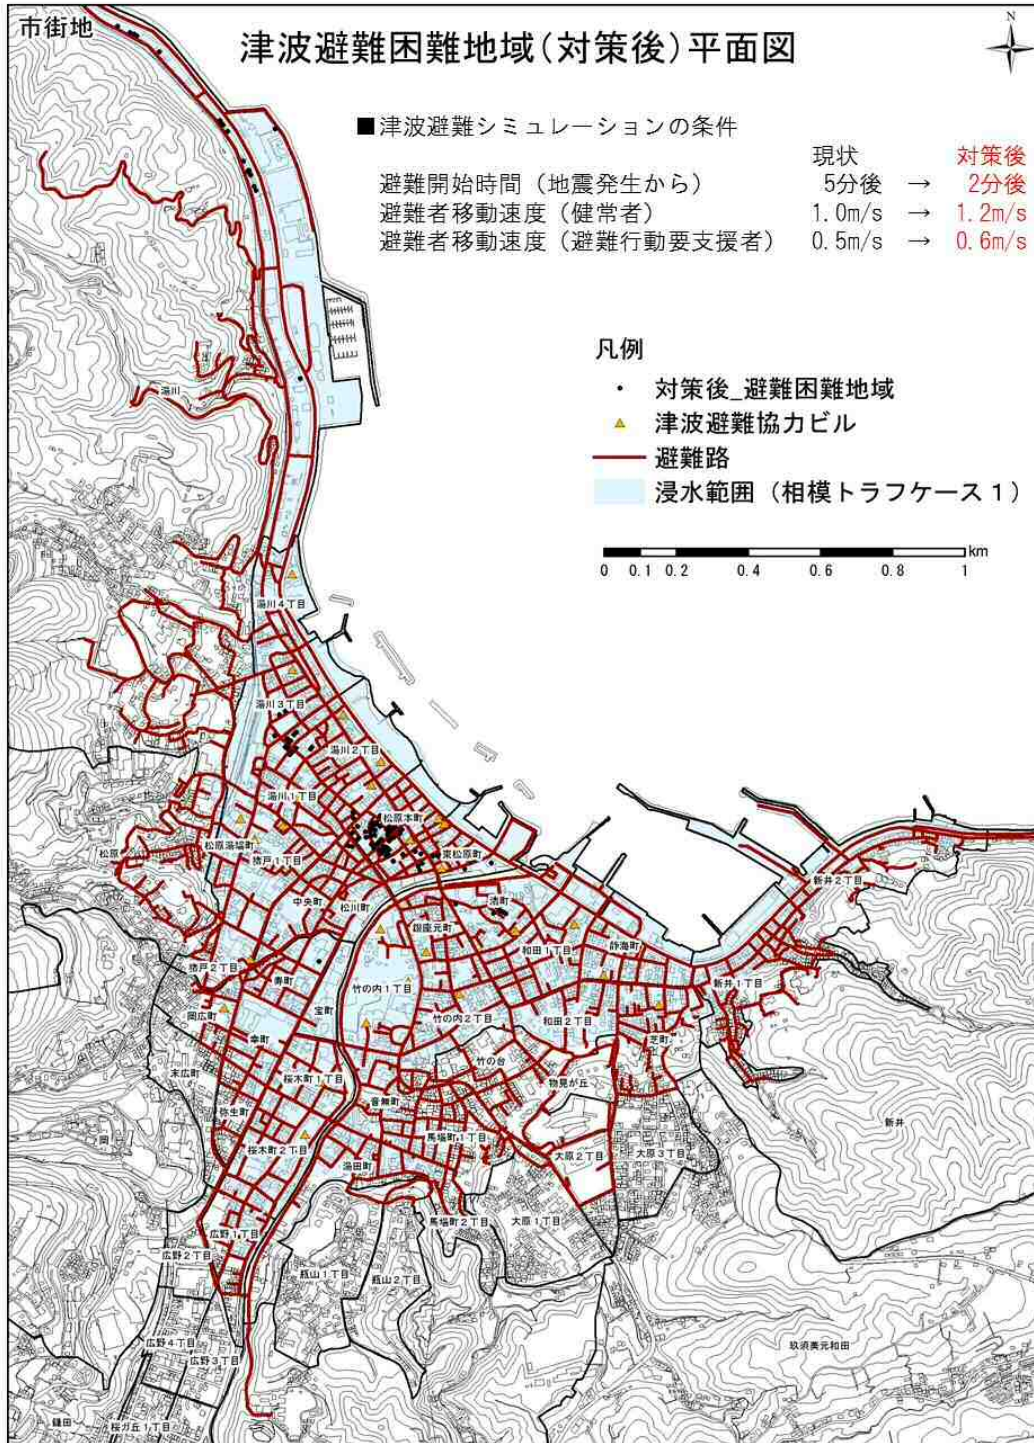 市街地
津波避難困難地域(対策後)平面図
N
■津波避難シミュレーションの条件
現状 対策後
避難開始時間（地震発生から） 5分後 → 2分後
避難者移動速度（健常者） 1.0m/s → 1.2m/s
避難者移動速度（避難行動要支援者） 0.5m/s → 0.6m/s
凡例
対策後_避難困難地域
津波避難協力ビル
避難路
浸水範囲（相模トラフケース１）
km
0 0.1 0.2 0.4 0.6 0.8 1
湯川
湯川４丁目
湯川３丁目
湯川２丁目
湯川１丁目
松原本町
松原湯端町
松原
猪戸１丁目
東松原町
新井２丁目
中央町
松川町
渚町
銀座元町
和田１丁目
静海町
猪戸２丁目
寿町
竹の内１丁目
新井１丁目
岡広町
宝町
竹の内２丁目
和田２丁目
幸町
芝町
竹の台
末広町
桜木町１丁目
物見が丘
弥生町
音無町
新井
岡
馬場町１丁目
桜木町２丁目
湯田町
大原２丁目
大原３丁目
馬場町２丁目
大原１丁目
広野１丁目
広野２丁目
瓶山１丁目
瓶山２丁目
広野４丁目
玖須美元和田
広野３丁目
鎌田
桜ガ丘１丁目